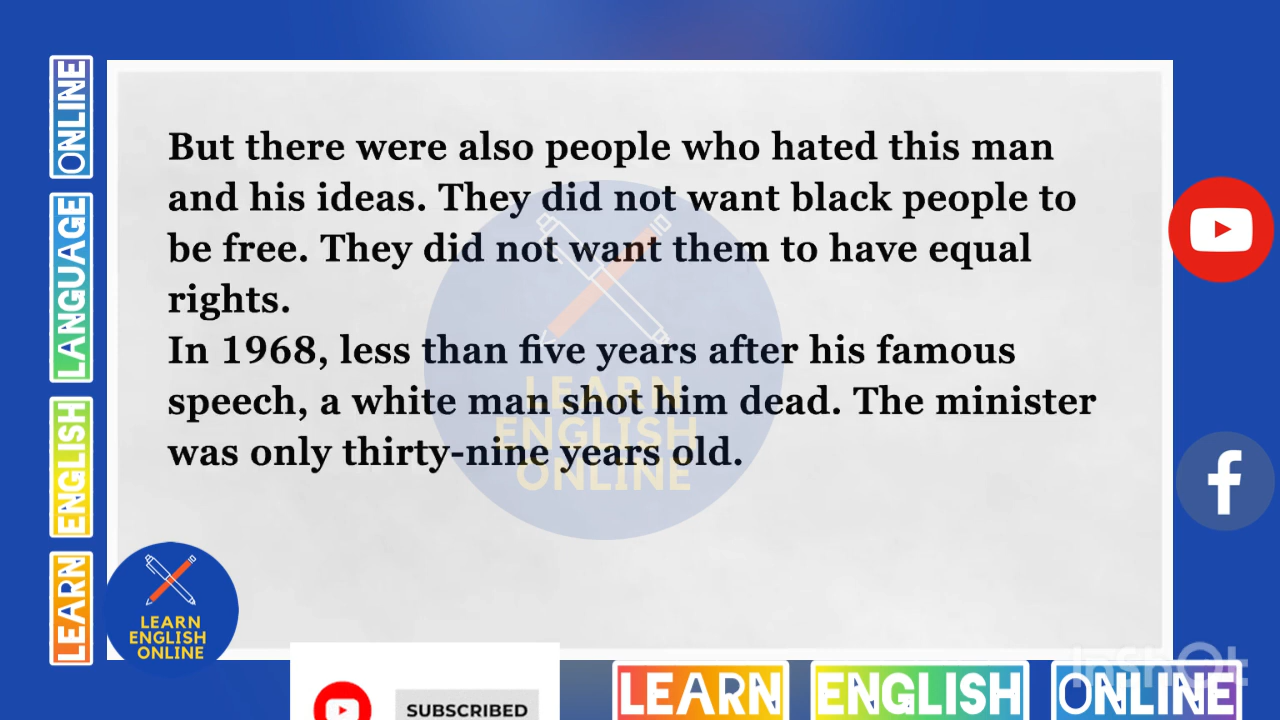 But there were also people who hated this man
and his ideas. They did not want black people to
be free. They did not want them to have equal
rights.
In 1968, less than five years after his famous
speech, a white man shot him dead. The minister
was only thirty-nine years old.
LEARN
ENGLISH
ONLINE
LEARN ENGLISH LANGUAGE ONLINE
LEARN
ENGLISH
ONLINE
SUBSCRIBED
LEARN ENGLISH ONLINE
InShOt